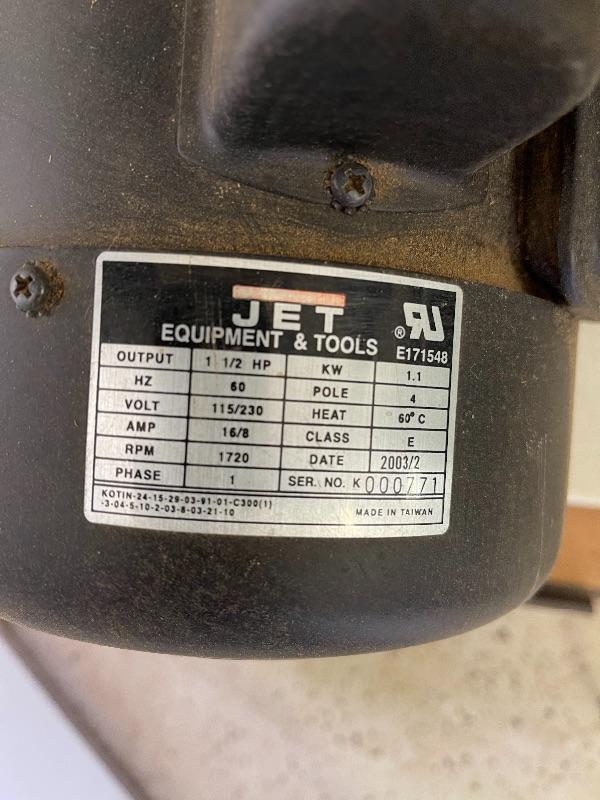 JET
EQUIPMENT & TOOLS
® RU
E171548
OUTPUT 1 1/2 HP KW 1.1
HZ 60 POLE 4
VOLT 115/230 HEAT 60°C
AMP 16/8 CLASS E
RPM 1720 DATE 2003/2
PHASE 1 SER. NO. K 000771
KOTIN-24-15-29-03-91-01-C300(1)
-3-04-5-10-2-03-8-03-21-10
MADE IN TAIWAN